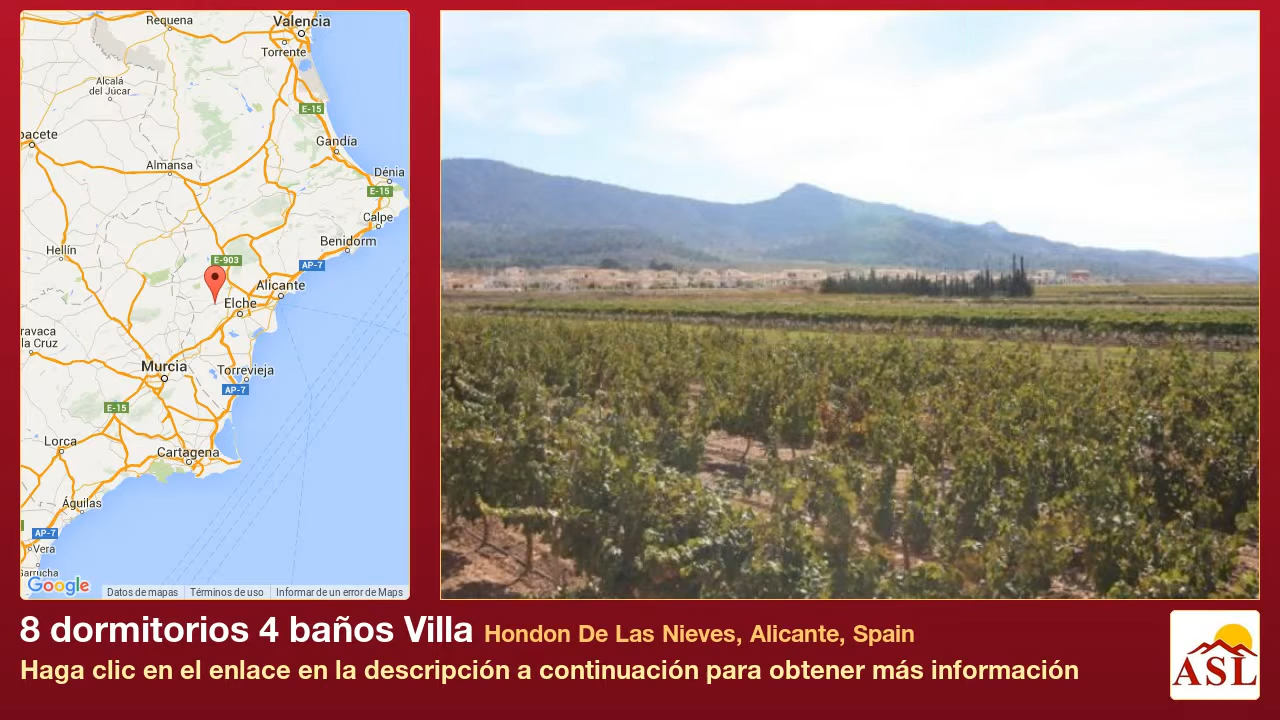 Requena
Valencia
Torrente
Alcalá
del Júcar
E-15
bacete
Gandía
Almansa
Dénia
E-15
Calpe
Hellín
Benidorm
E-903
AP-7
Alicante
Elche
ravaca
la Cruz
Murcia
Torrevieja
AP-7
E-15
Lorca
Cartagena
Águilas
AP-7
Vera
Garrucha
Google
Datos de mapas
Términos de uso
Informar de un error de Maps
8 dormitorios 4 baños Villa Hondon De Las Nieves, Alicante, Spain
Haga clic en el enlace en la descripción a continuación para obtener más información
ASL